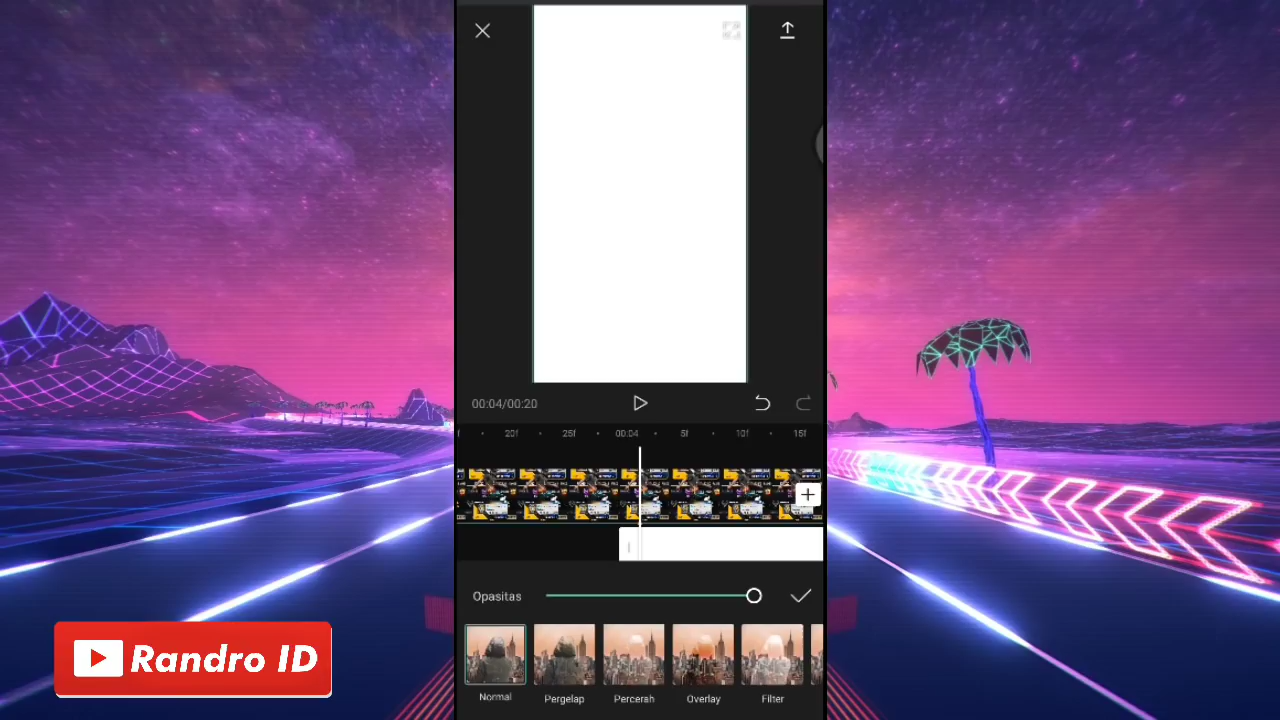 00:04/00:20
f
20f
25f
00:04
5f
10f
15f
Opasitas
Normal
Pergelap
Percerah
Overlay
Filter
Randro ID